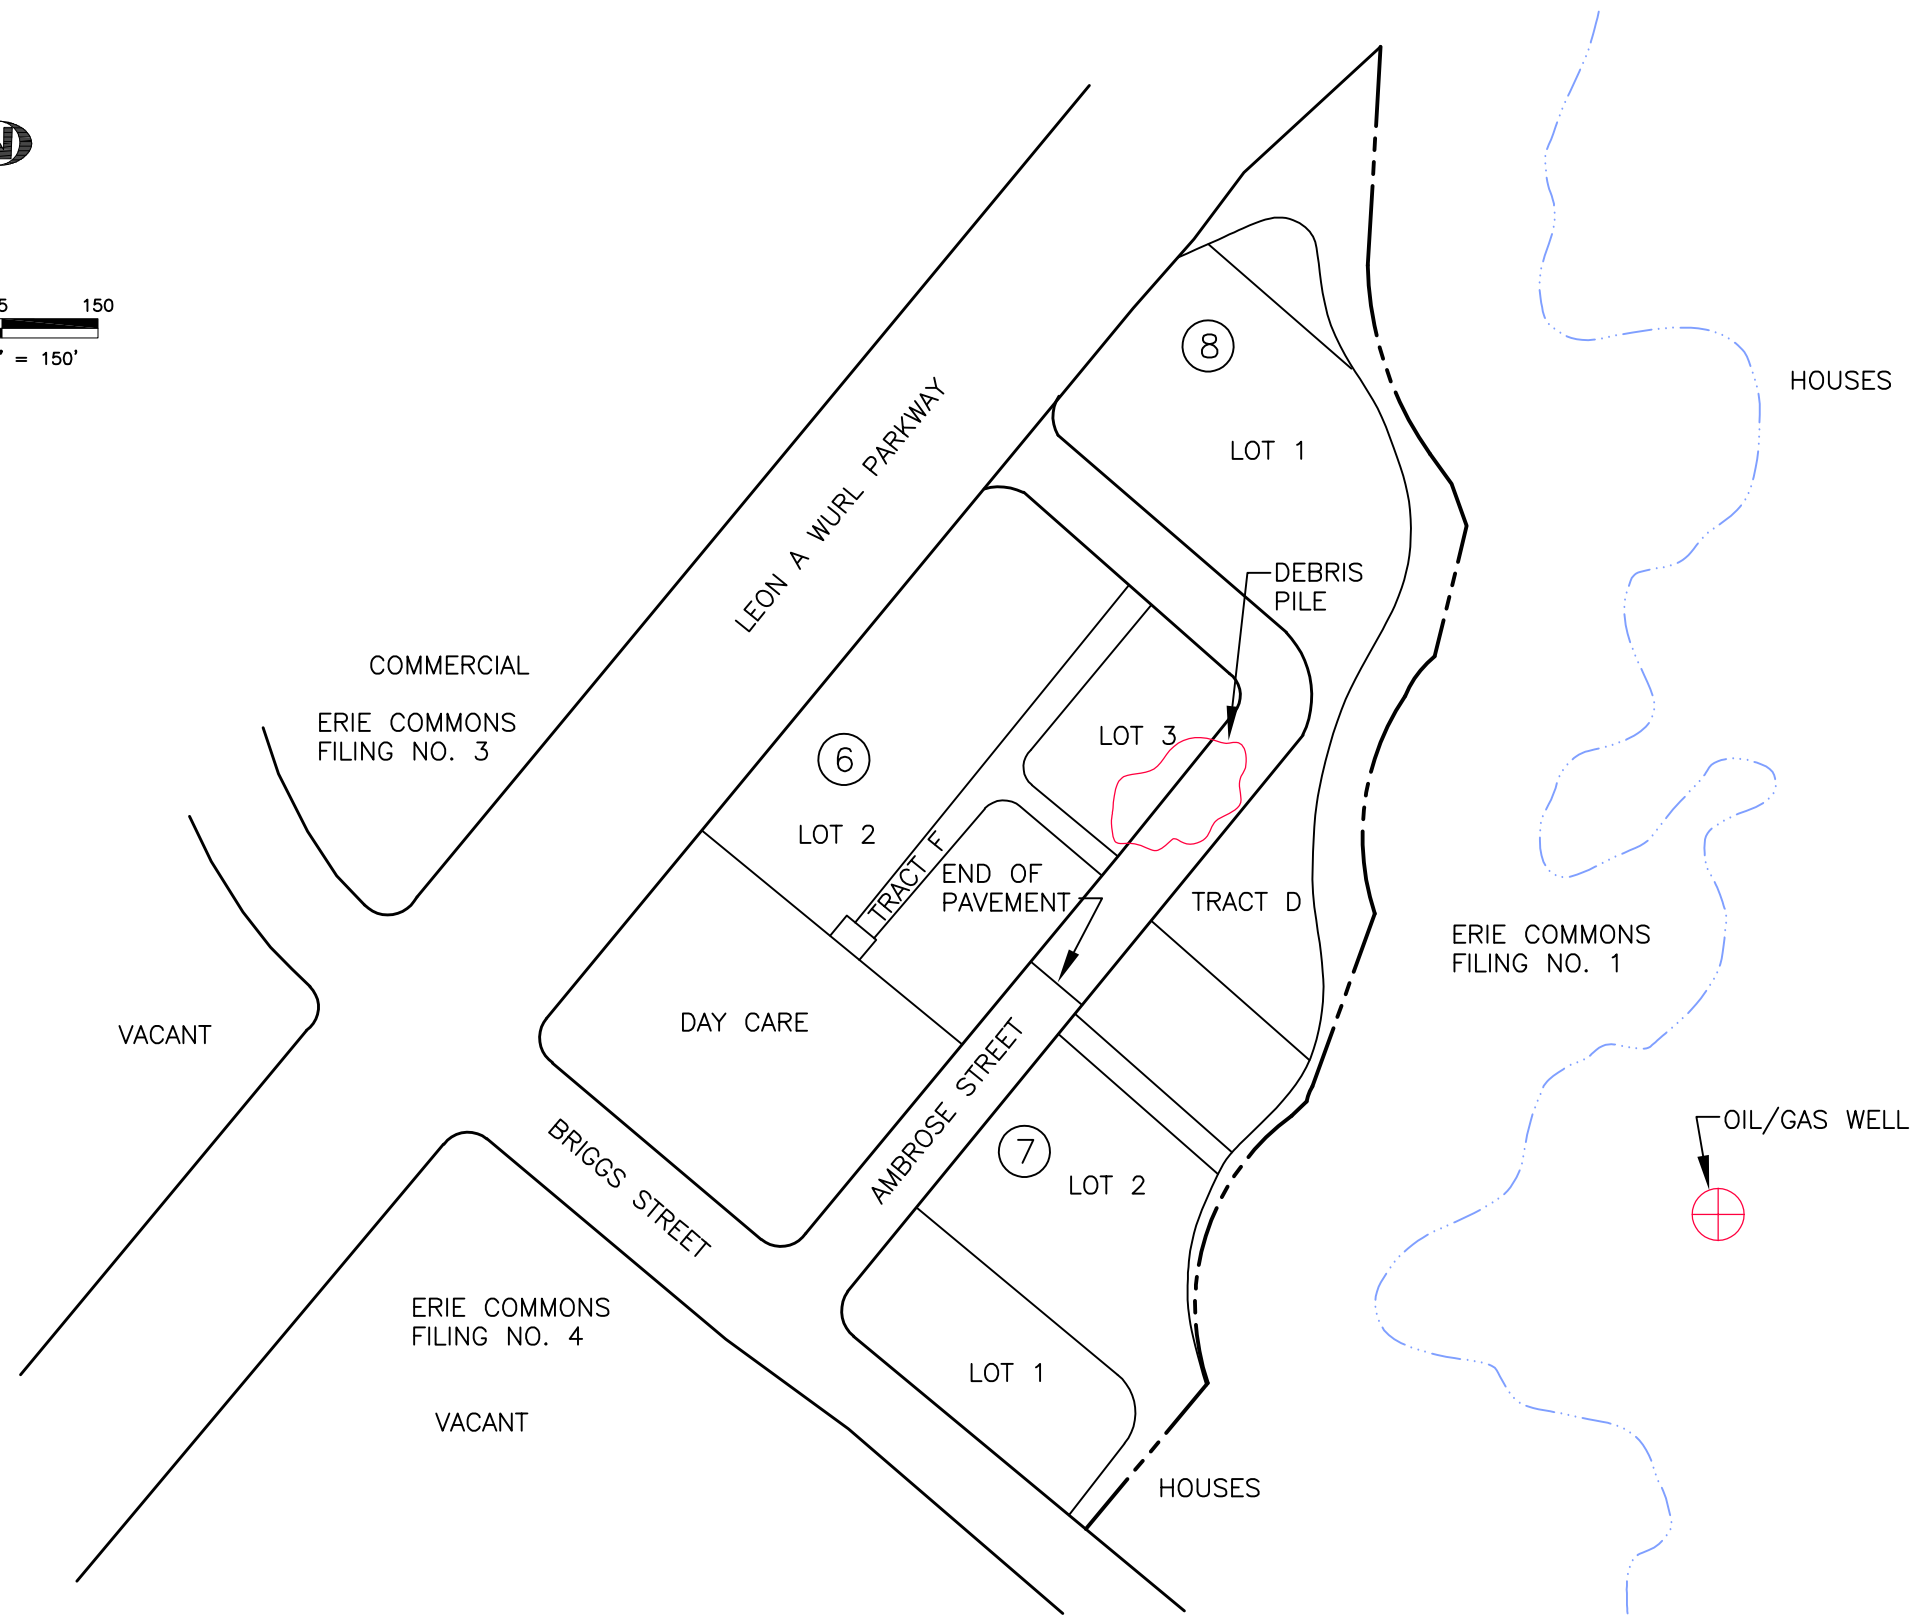 150
= 150'
HOUSES
8
LOT 1
LEON A WURL PARKWAY
DEBRIS
PILE
COMMERCIAL
ERIE COMMONS
FILING NO. 3
6
LOT 3
LOT 2
TRACT F
END OF
PAVEMENT
TRACT D
ERIE COMMONS
FILING NO. 1
VACANT
DAY CARE
AMBROSE STREET
BRIGGS STREET
7
LOT 2
OIL/GAS WELL
ERIE COMMONS
FILING NO. 4
LOT 1
VACANT
HOUSES